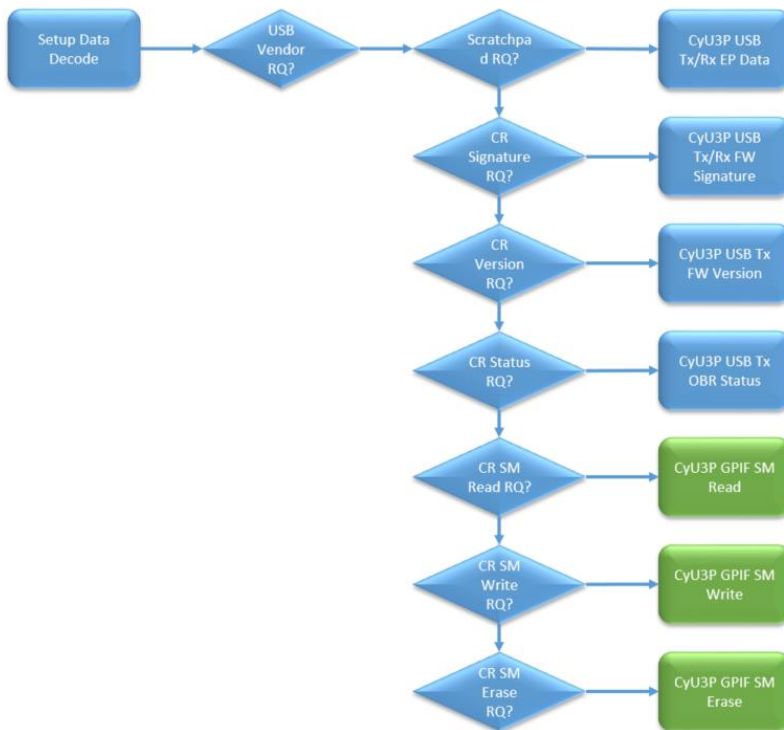 Setup Data
Decode
USB
Vendor
RQ?
Scratchpa
d RQ?
CyU3P USB
Tx/Rx EP Data
CR
Signature
RQ?
CyU3P USB
Tx/Rx FW
Signature
CR
Version
RQ?
CyU3P USB Tx
FW Version
CR Status
RQ?
CyU3P USB Tx
OBR Status
CR SM
Read RQ?
CyU3P GPIF SM
Read
CR SM
Write
RQ?
CyU3P GPIF SM
Write
CR SM
Erase
RQ?
CyU3P GPIF SM
Erase